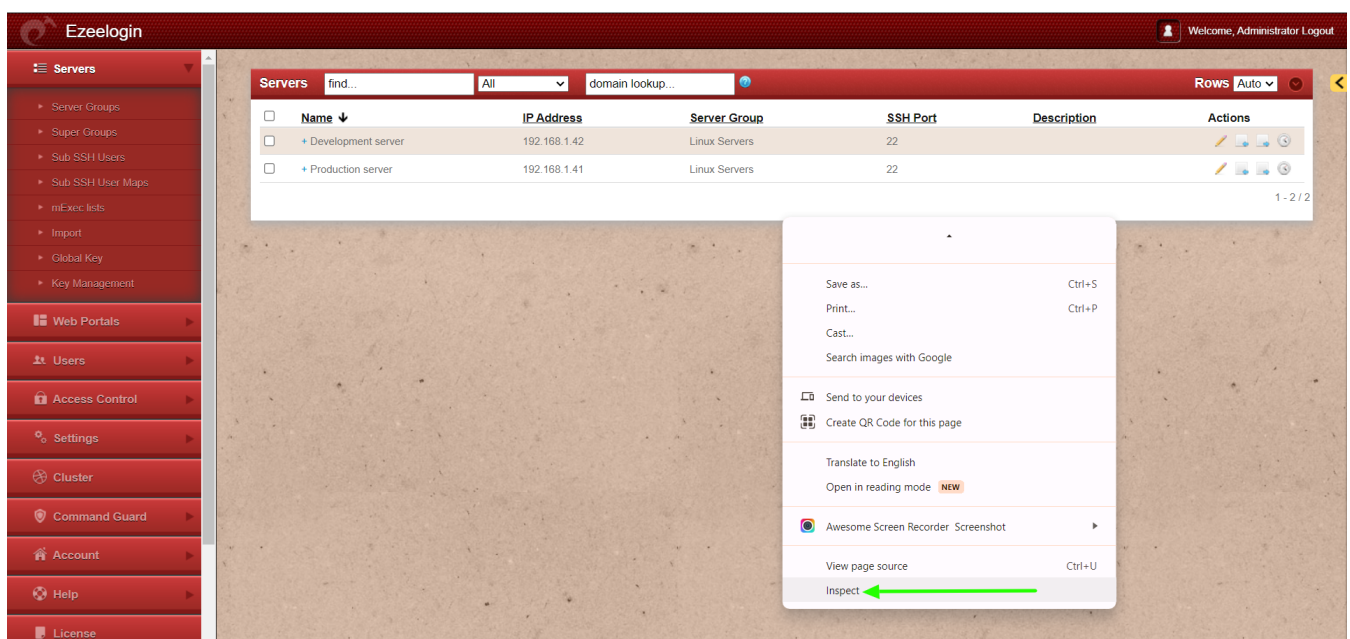 Ezeelogin
Welcome, Administrator Logout
Servers
Server Groups
Super Groups
Sub SSH Users
Sub SSH User Maps
mExec lists
Import
Global Key
Key Management
Web Portals
Users
Access Control
Settings
Cluster
Command Guard
Account
Help
License
Servers find... All domain lookup... Rows Auto
Name IP Address Server Group SSH Port Description Actions
+ Development server 192.168.1.42 Linux Servers 22
+ Production server 192.168.1.41 Linux Servers 22
1 - 2 / 2
Save as... Ctrl+S
Print... Ctrl+P
Cast...
Search images with Google
Send to your devices
Create QR Code for this page
Translate to English
Open in reading mode NEW
Awesome Screen Recorder Screenshot
View page source Ctrl+U
Inspect